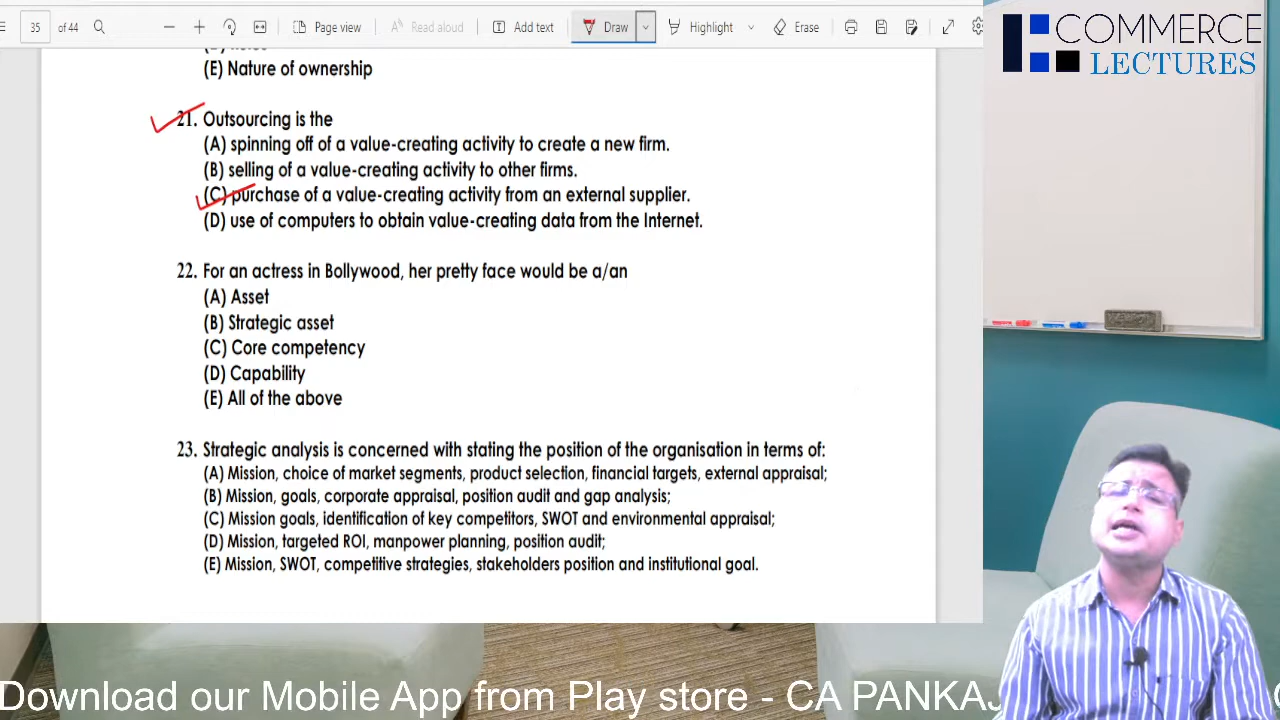 35 of 44
Page view
Read aloud
Add text
Draw
Highlight
Erase
COMMERCE
LECTURES
(E) Nature of ownership
21. Outsourcing is the
(A) spinning off of a value-creating activity to create a new firm.
(B) selling of a value-creating activity to other firms.
(C) purchase of a value-creating activity from an external supplier.
(D) use of computers to obtain value-creating data from the Internet.
22. For an actress in Bollywood, her pretty face would be a/an
(A) Asset
(B) Strategic asset
(C) Core competency
(D) Capability
(E) All of the above
23. Strategic analysis is concerned with stating the position of the organisation in terms of:
(A) Mission, choice of market segments, product selection, financial targets, external appraisal;
(B) Mission, goals, corporate appraisal, position audit and gap analysis;
(C) Mission goals, identification of key competitors, SWOT and environmental appraisal;
(D) Mission, targeted ROI, manpower planning, position audit;
(E) Mission, SWOT, competitive strategies, stakeholders position and institutional goal.
Download our Mobile App from Play store - CA PANKAJ